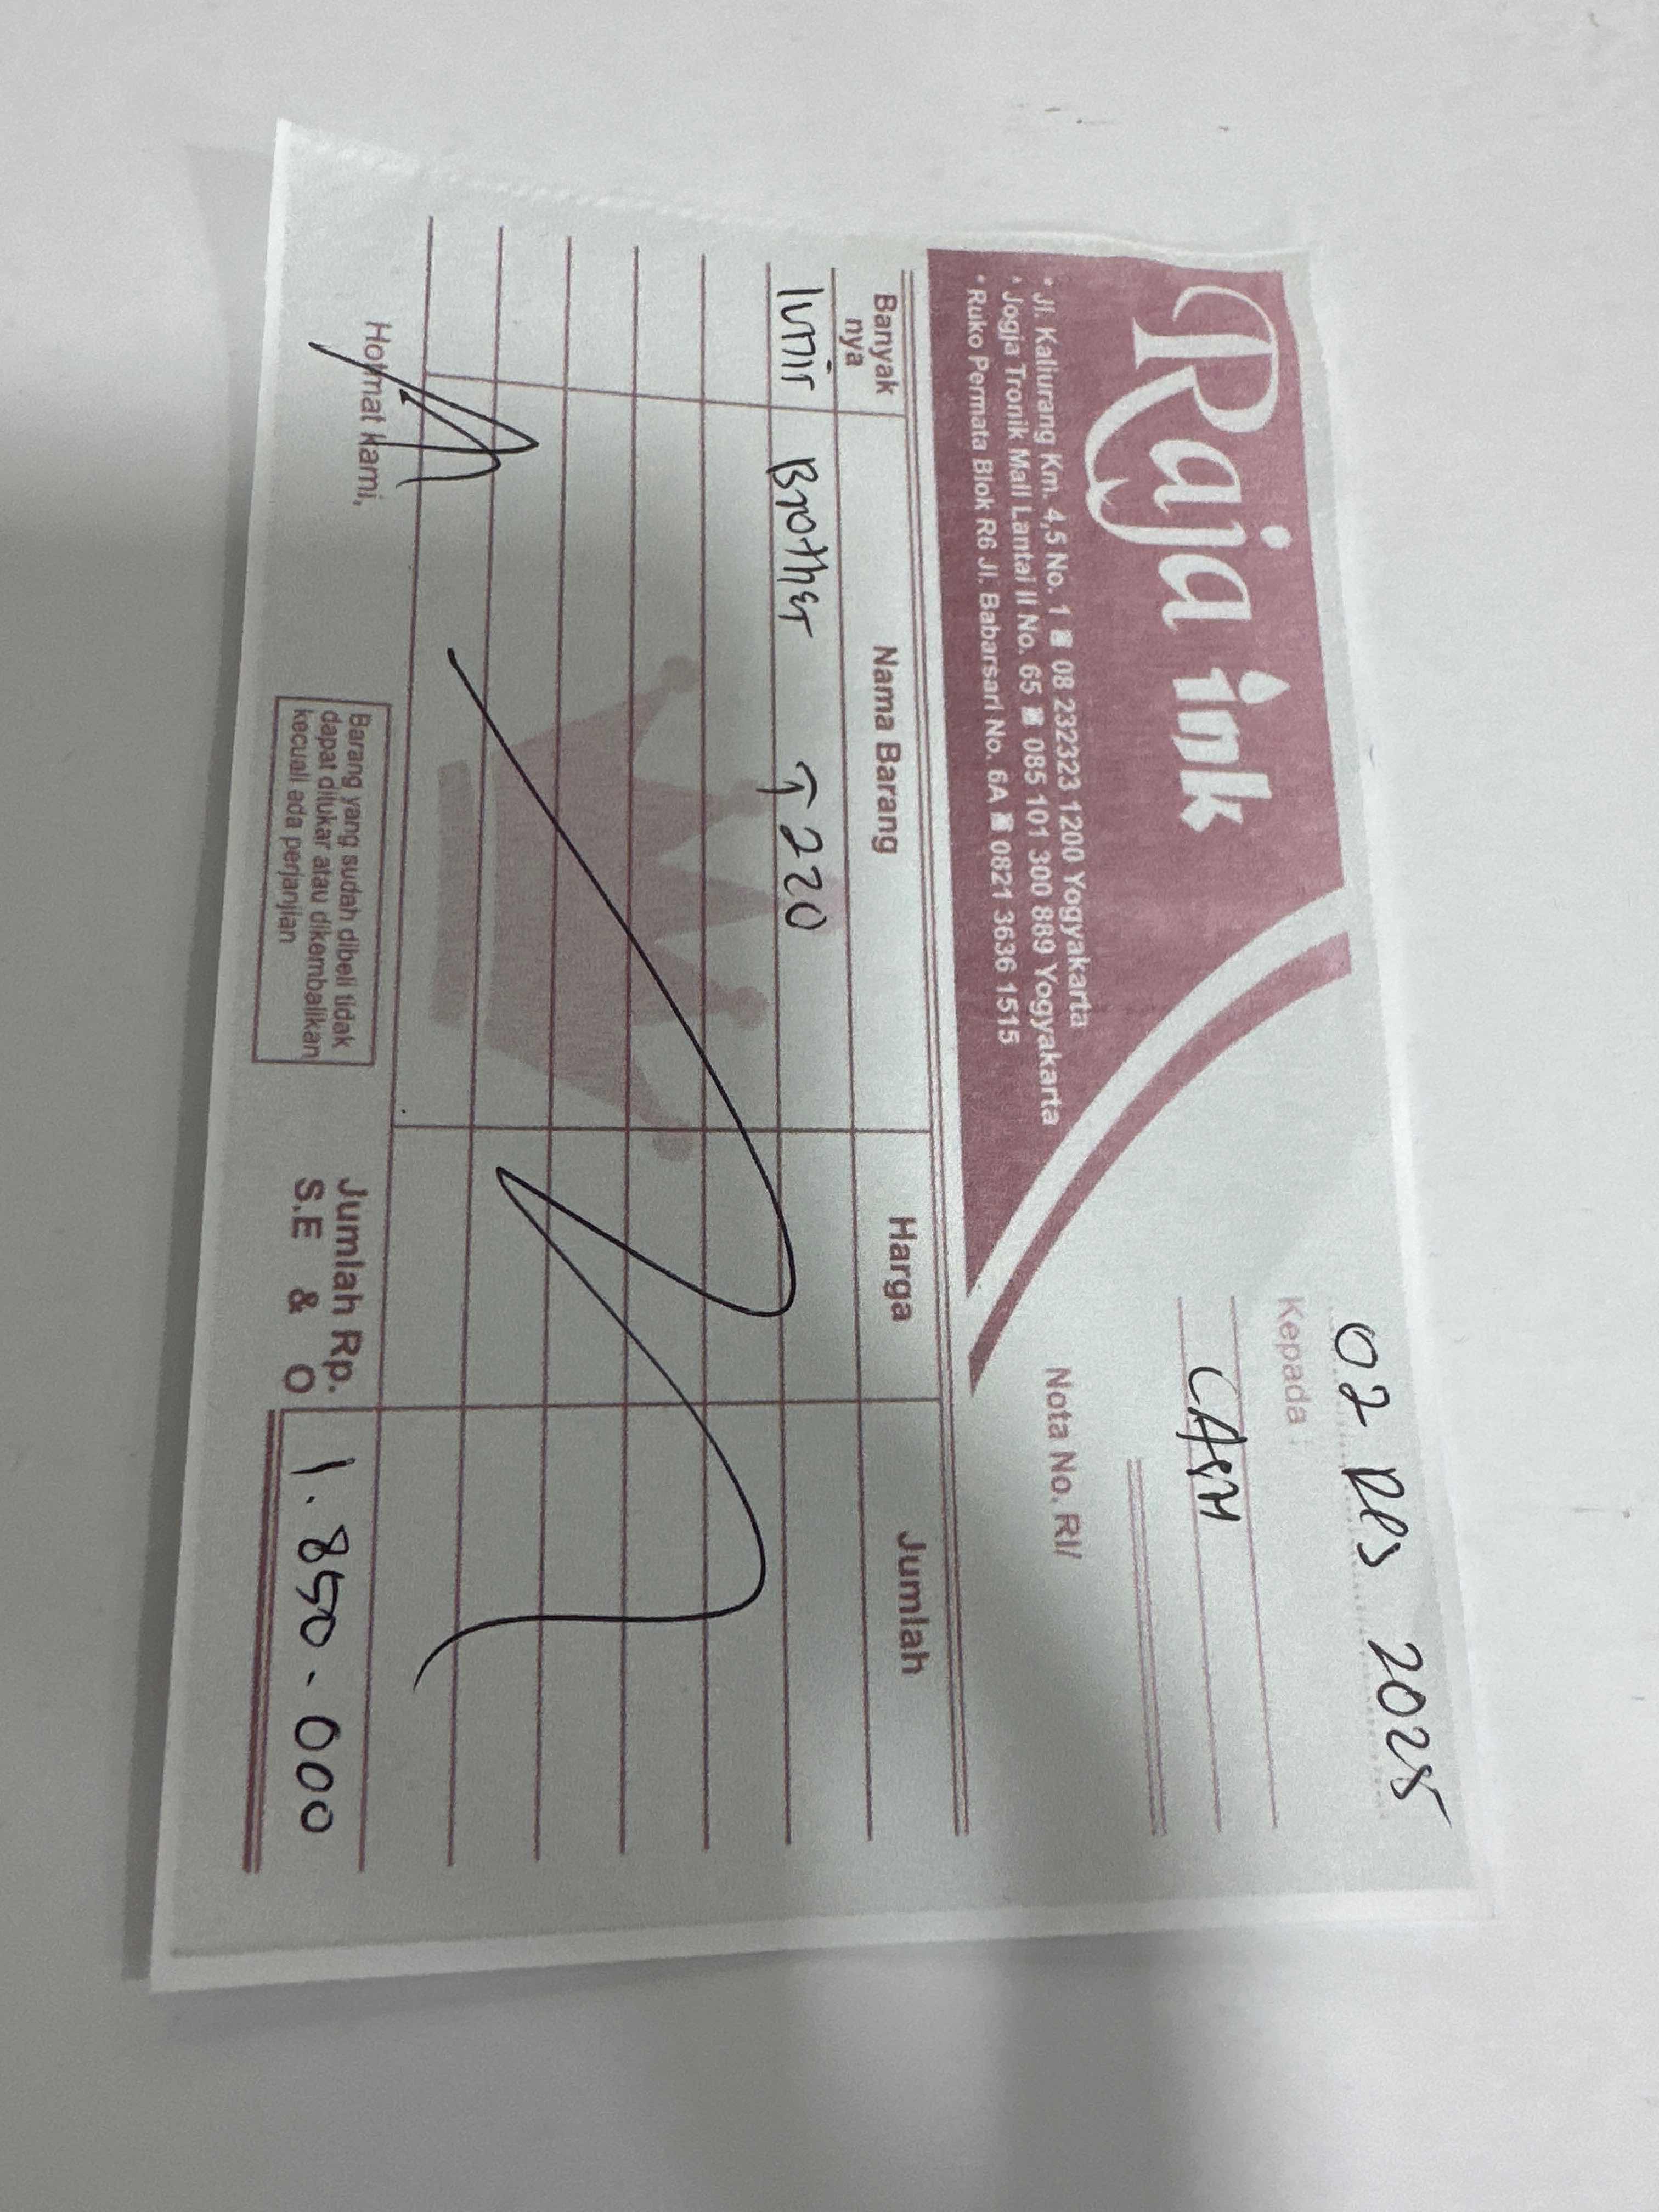 Raja ink
* Jl. Kaliurang Km. 4,5 No. 1 08 232323 1200 Yogyakarta
* Jogja Tronik Mall Lantai II No. 65 085 101 300 889 Yogyakarta
* Ruko Permata Blok R6 Jl. Babarsari No. 6A 0821 3636 1515
02 Des 2025
Kepada :
CASH
Nota No. RI/
Banyak nya Nama Barang Harga Jumlah
1 unit Brother T220
Hormat kami,
Barang yang sudah dibeli tidak
dapat ditukar atau dikembalikan
kecuali ada perjanjian
Jumlah Rp. 1.850.000
S.E & O